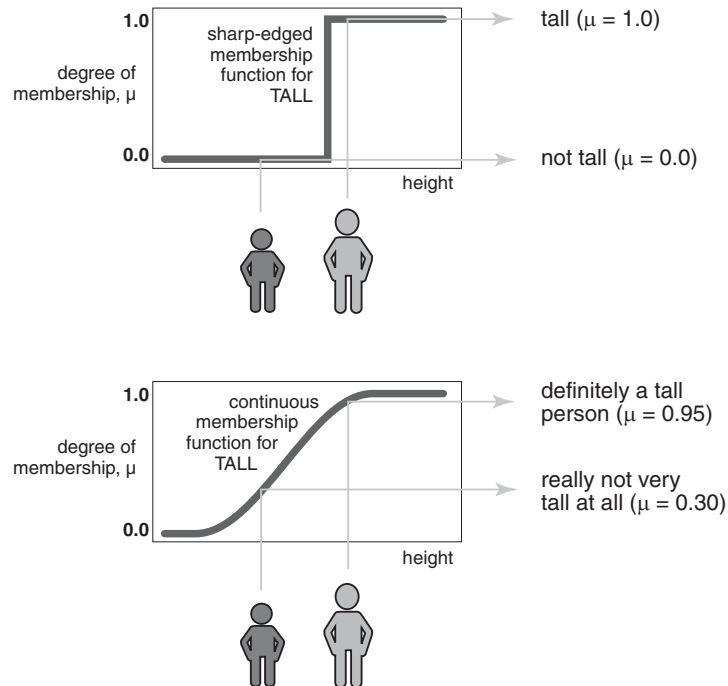 1.0
sharp-edged
membership
function for
TALL
degree of
membership, μ
0.0
height
tall (μ = 1.0)
not tall (μ = 0.0)
1.0
continuous
membership
function for
TALL
degree of
membership, μ
0.0
height
definitely a tall
person (μ = 0.95)
really not very
tall at all (μ = 0.30)